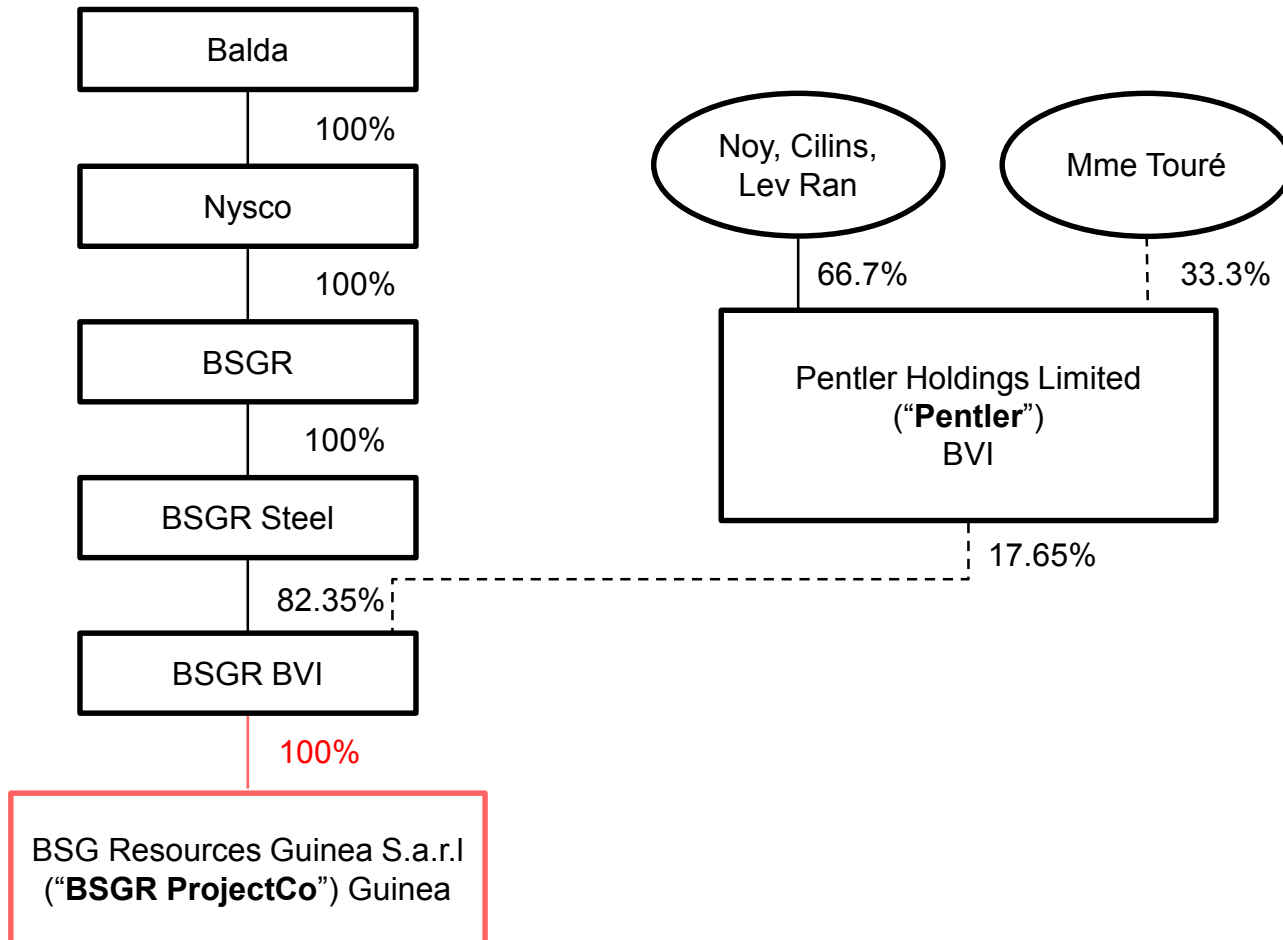 Balda
100%
Nysco
100%
BSGR
100%
BSGR Steel
82.35%
BSGR BVI
100%
BSG Resources Guinea S.a.r.l
(“BSGR ProjectCo”) Guinea
Noy, Cilins,
Lev Ran
66.7%
Mme Touré
33.3%
Pentler Holdings Limited
(“Pentler”)
BVI
17.65%